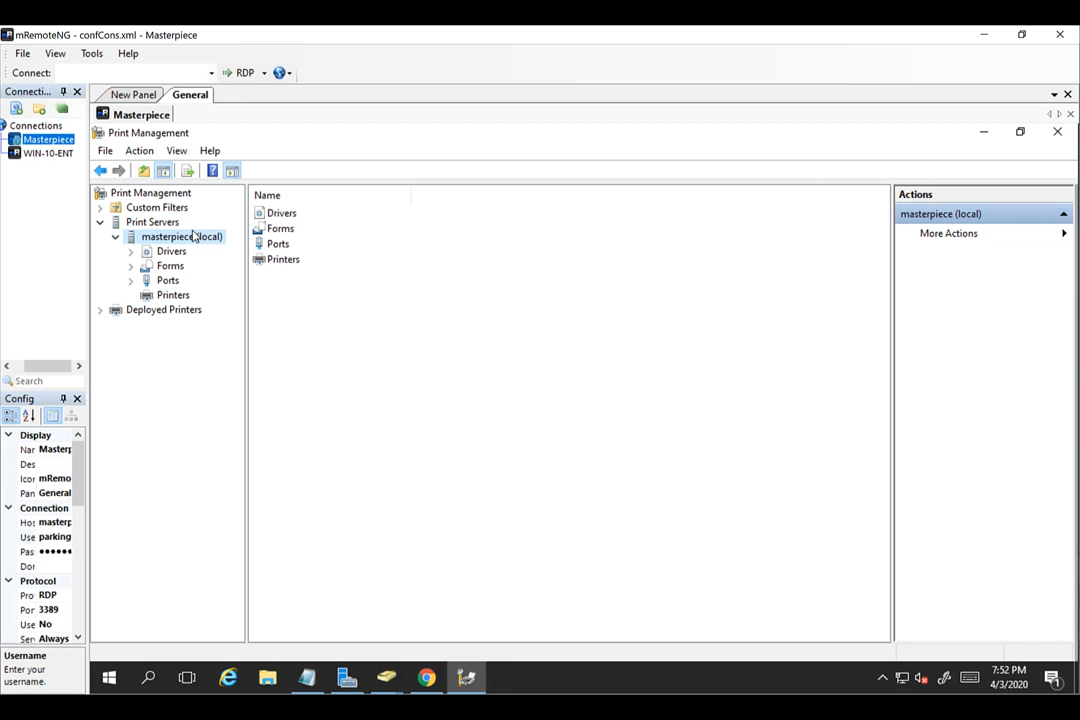 mRemoteNG - confCons.xml - Masterpiece
File View Tools Help
Connect: RDP
Connecti...
New Panel General
Masterpiece
Connections
Masterpiece
WIN-10-ENT
Print Management
File Action View Help
Print Management
Custom Filters
Print Servers
masterpiece (local)
Drivers
Forms
Ports
Printers
Deployed Printers
Name
Drivers
Forms
Ports
Printers
Actions
masterpiece (local)
More Actions
Search
Config
Display
Nar Masterp
Des
Icor mRemo
Pan General
Connection
Hos masterp
Use parking
Pas ●●●●●●
Dor
Protocol
Pro RDP
Por 3389
Use No
Ser Always
Username
Enter your
username.
7:52 PM
4/3/2020
1